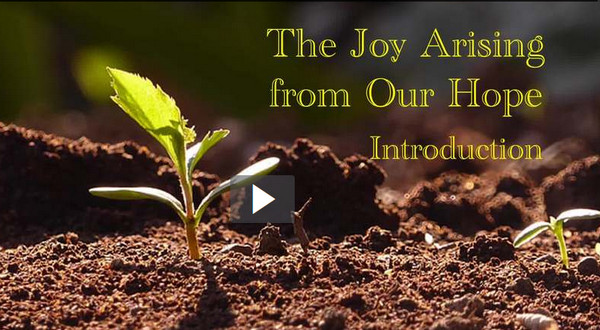 The Joy Arising
from Our Hope
Introduction